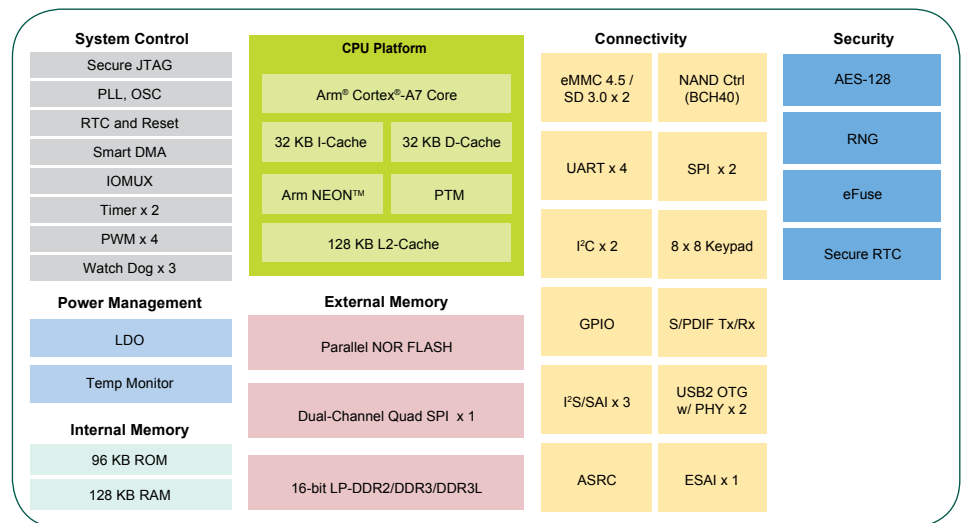 System Control
Secure JTAG
PLL, OSC
RTC and Reset
Smart DMA
IOMUX
Timer x 2
PWM x 4
Watch Dog x 3
Power Management
LDO
Temp Monitor
Internal Memory
96 KB ROM
128 KB RAM
CPU Platform
Arm® Cortex®-A7 Core
32 KB I-Cache
32 KB D-Cache
Arm NEON™
PTM
128 KB L2-Cache
External Memory
Parallel NOR FLASH
Dual-Channel Quad SPI x 1
16-bit LP-DDR2/DDR3/DDR3L
Connectivity
eMMC 4.5 /
SD 3.0 x 2
NAND Ctrl
(BCH40)
UART x 4
SPI x 2
I²C x 2
8 x 8 Keypad
GPIO
S/PDIF Tx/Rx
I²S/SAI x 3
USB2 OTG
w/ PHY x 2
ASRC
ESAI x 1
Security
AES-128
RNG
eFuse
Secure RTC